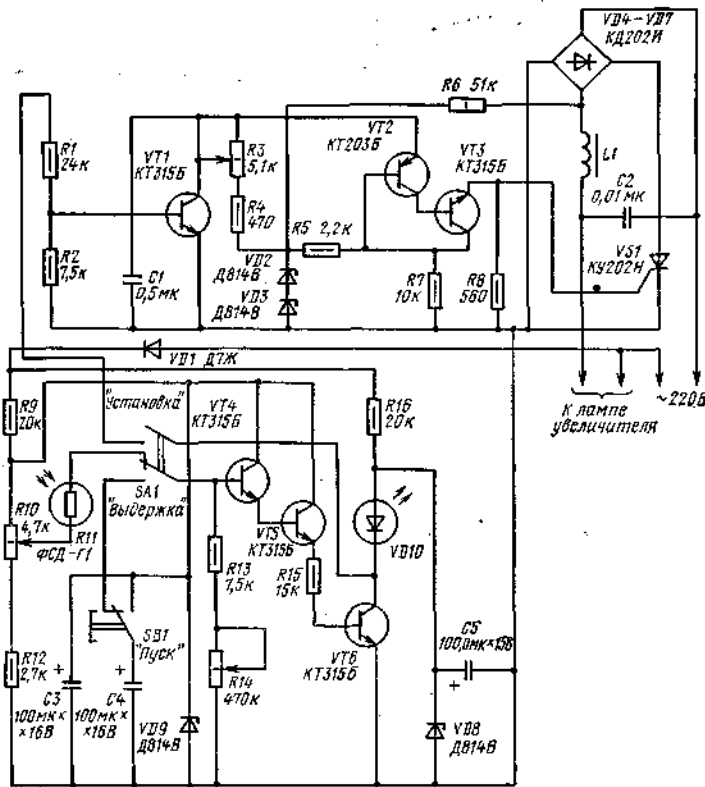 VD4-VD7
КД202И
R6 51к
R1
24к
VT1
КТ315Б
R3
5,1к
VT2
КТ203Б
VT3
КТ315Б
L1
C2
0,01 мк
R4
470
R5 2,2к
R2
7,5к
C1
0,5мк
VD2
Д814В
VD3
Д814В
R7
10к
R8
560
VS1
КУ202Н
VD1 Д7Ж
R9
20к
"Установка"
VT4
КТ315Б
R16
20к
К лампе
увеличителя
~220В
R10
4,7к
SA1
"Выдержка"
R11
ФСД-Г1
VT5
КТ315Б
VD10
R13
7,5к
R15
15к
SB1
"Пуск"
C5
100,0мк×15В
R12
2,7к
+
+
R14
470к
VT6
КТ315Б
+
C3
100мк×
×16В
C4
100мк×
×16В
VD9
Д814В
VD8
Д814В